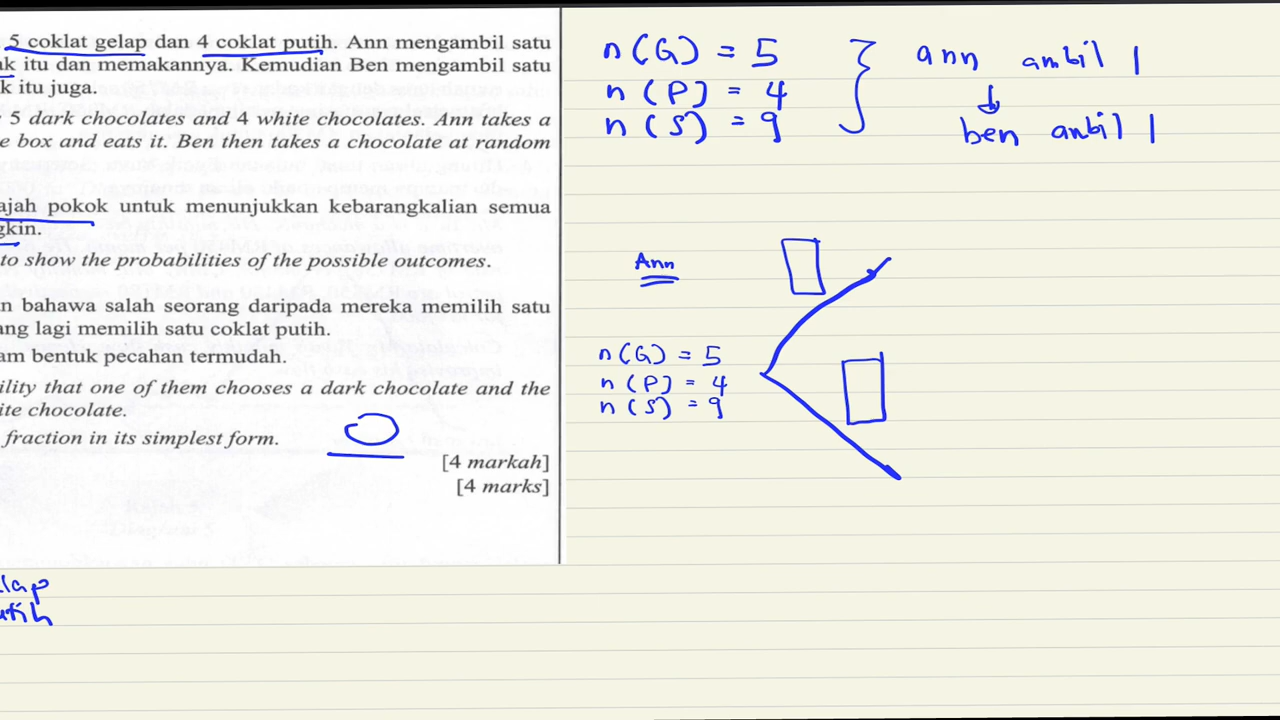 5 coklat gelap dan 4 coklat putih. Ann mengambil satu
ak itu dan memakannya. Kemudian Ben mengambil satu
k itu juga.
5 dark chocolates and 4 white chocolates. Ann takes a
e box and eats it. Ben then takes a chocolate at random
ajah pokok untuk menunjukkan kebarangkalian semua
gkin.
to show the probabilities of the possible outcomes.
n bahawa salah seorang daripada mereka memilih satu
ang lagi memilih satu coklat putih.
am bentuk pecahan termudah.
ility that one of them chooses a dark chocolate and the
ite chocolate.
fraction in its simplest form.
[4 markah]
[4 marks]
lap
utih
n(G) = 5
n(P) = 4
n(S) = 9
ann ambil 1
ben ambil 1
Ann
n(G) = 5
n(P) = 4
n(S) = 9